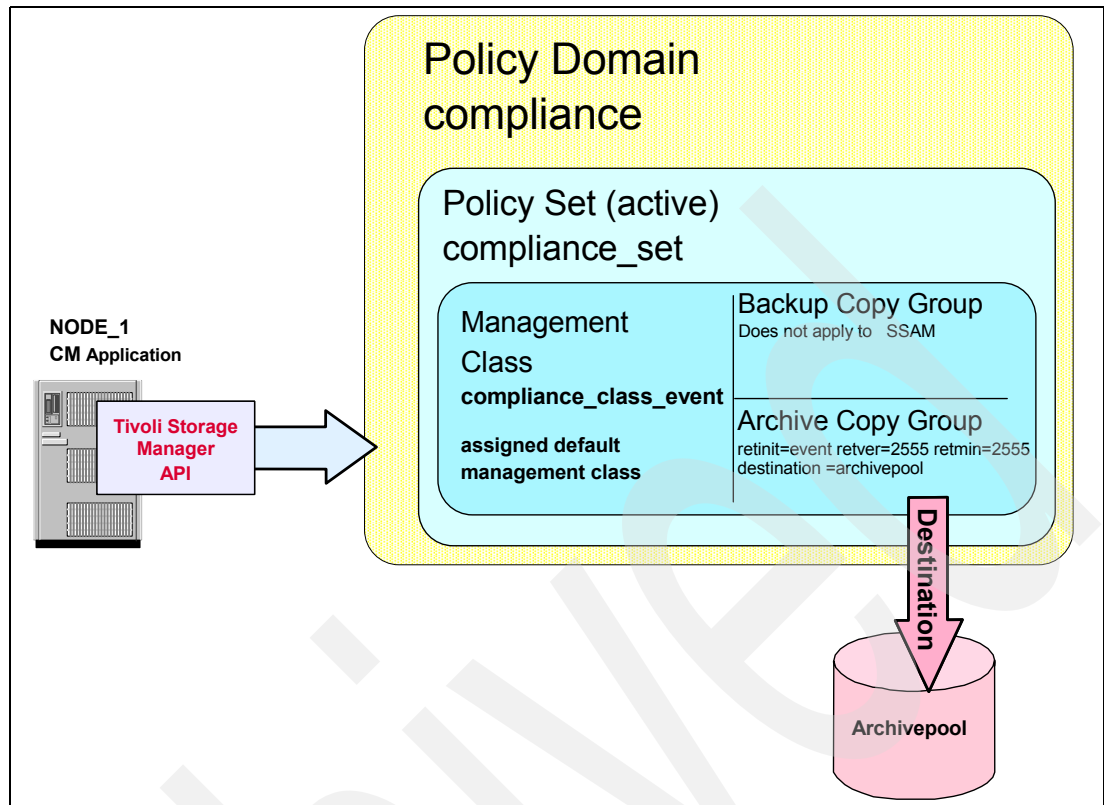 Policy Domain
compliance
Policy Set (active)
compliance_set
Management
Class
compliance_class_event
assigned default
management class
Backup Copy Group
Does not apply to SSAM
Archive Copy Group
retinit=event retver=2555 retmin=2555
destination =archivepool
NODE_1
CM Application
Tivoli Storage
Manager
API
Destination
Archivepool